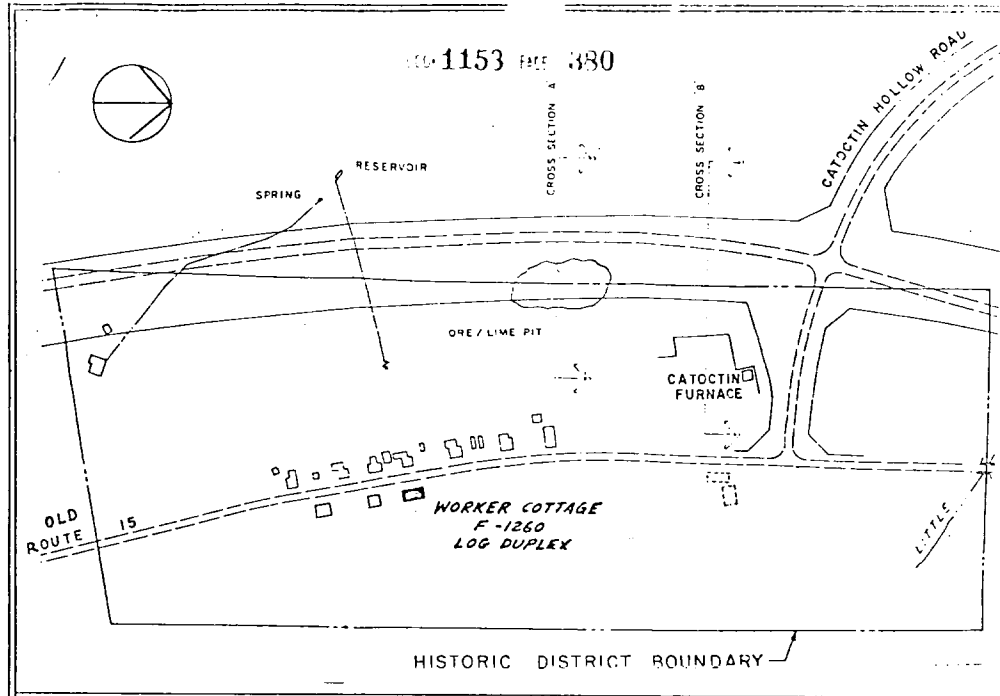 1153 380
CATOCTIN HOLLOW ROAD
CROSS SECTION A
CROSS SECTION B
RESERVOIR
SPRING
ORE / LIME PIT
CATOCTIN
FURNACE
OLD
ROUTE 15
WORKER COTTAGE
F-1260
LOG DUPLEX
LITTLE
HISTORIC DISTRICT BOUNDARY